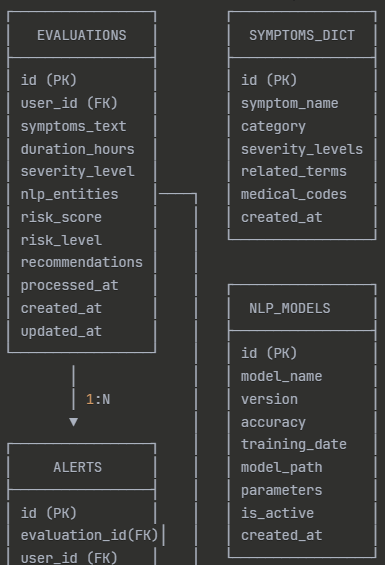 EVALUATIONS
id (PK)
user_id (FK)
symptoms_text
duration_hours
severity_level
nlp_entities
risk_score
risk_level
recommendations
processed_at
created_at
updated_at
1:N
ALERTS
id (PK)
evaluation_id(FK)
user_id (FK)
SYMPTOMS_DICT
id (PK)
symptom_name
category
severity_levels
related_terms
medical_codes
created_at
NLP_MODELS
id (PK)
model_name
version
accuracy
training_date
model_path
parameters
is_active
created_at